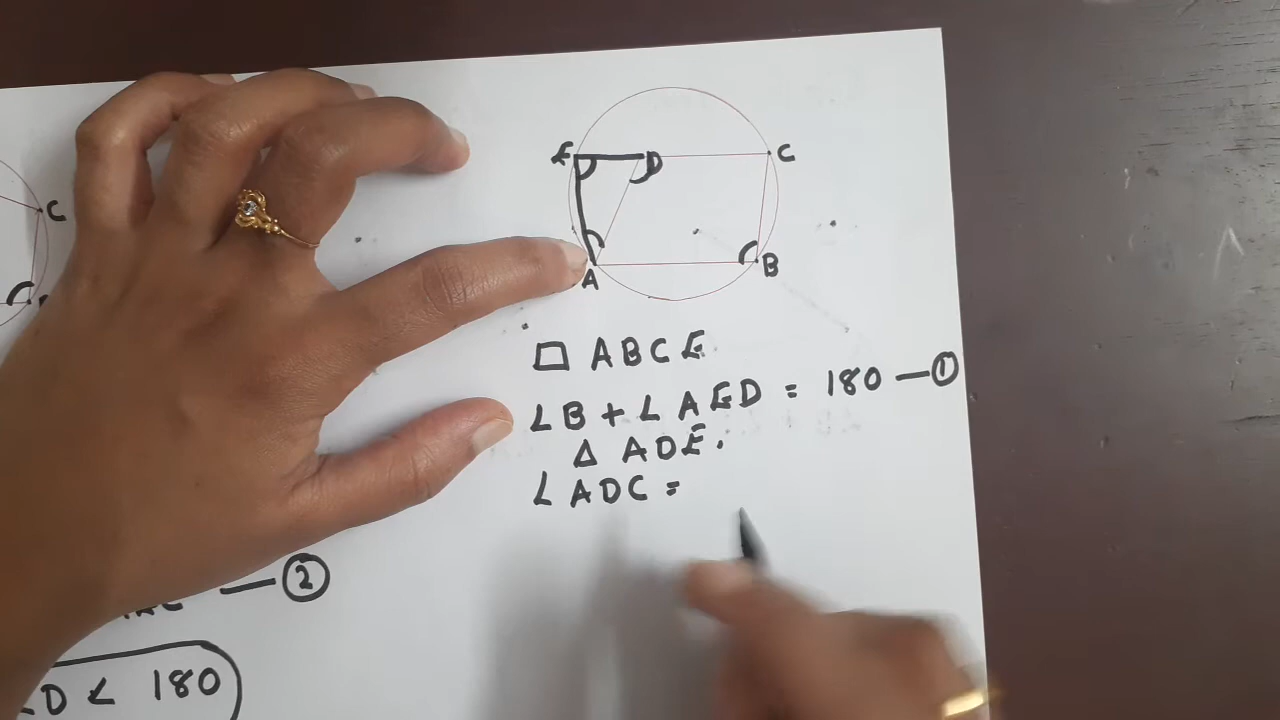 E D C
C
A B
□ ABCE
∠B + ∠AED = 180 — ①
△ ADE.
∠ADC =
— ②
D < 180